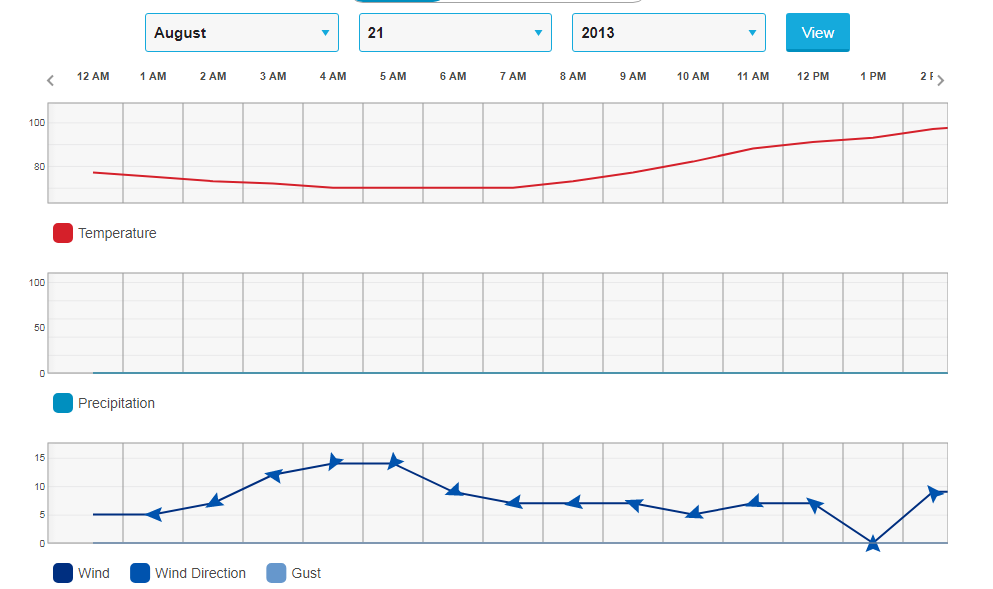 August 21 2013 View
12 AM 1 AM 2 AM 3 AM 4 AM 5 AM 6 AM 7 AM 8 AM 9 AM 10 AM 11 AM 12 PM 1 PM 2
100
80
Temperature
100
50
0
Precipitation
15
10
5
0
Wind Wind Direction Gust